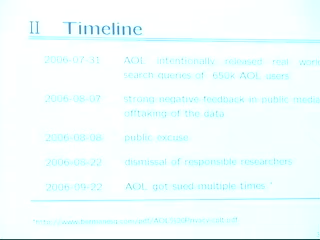 II Timeline
2006-07-31 AOL intentionally released real
search queries of 650k AOL users
2006-08-07 strong negative feedback in public media
offtaking of the data
2006-08-08 public excuse
2006-09-22 dismissal of responsible researchers
2006-09-22 AOL got sued multiple times